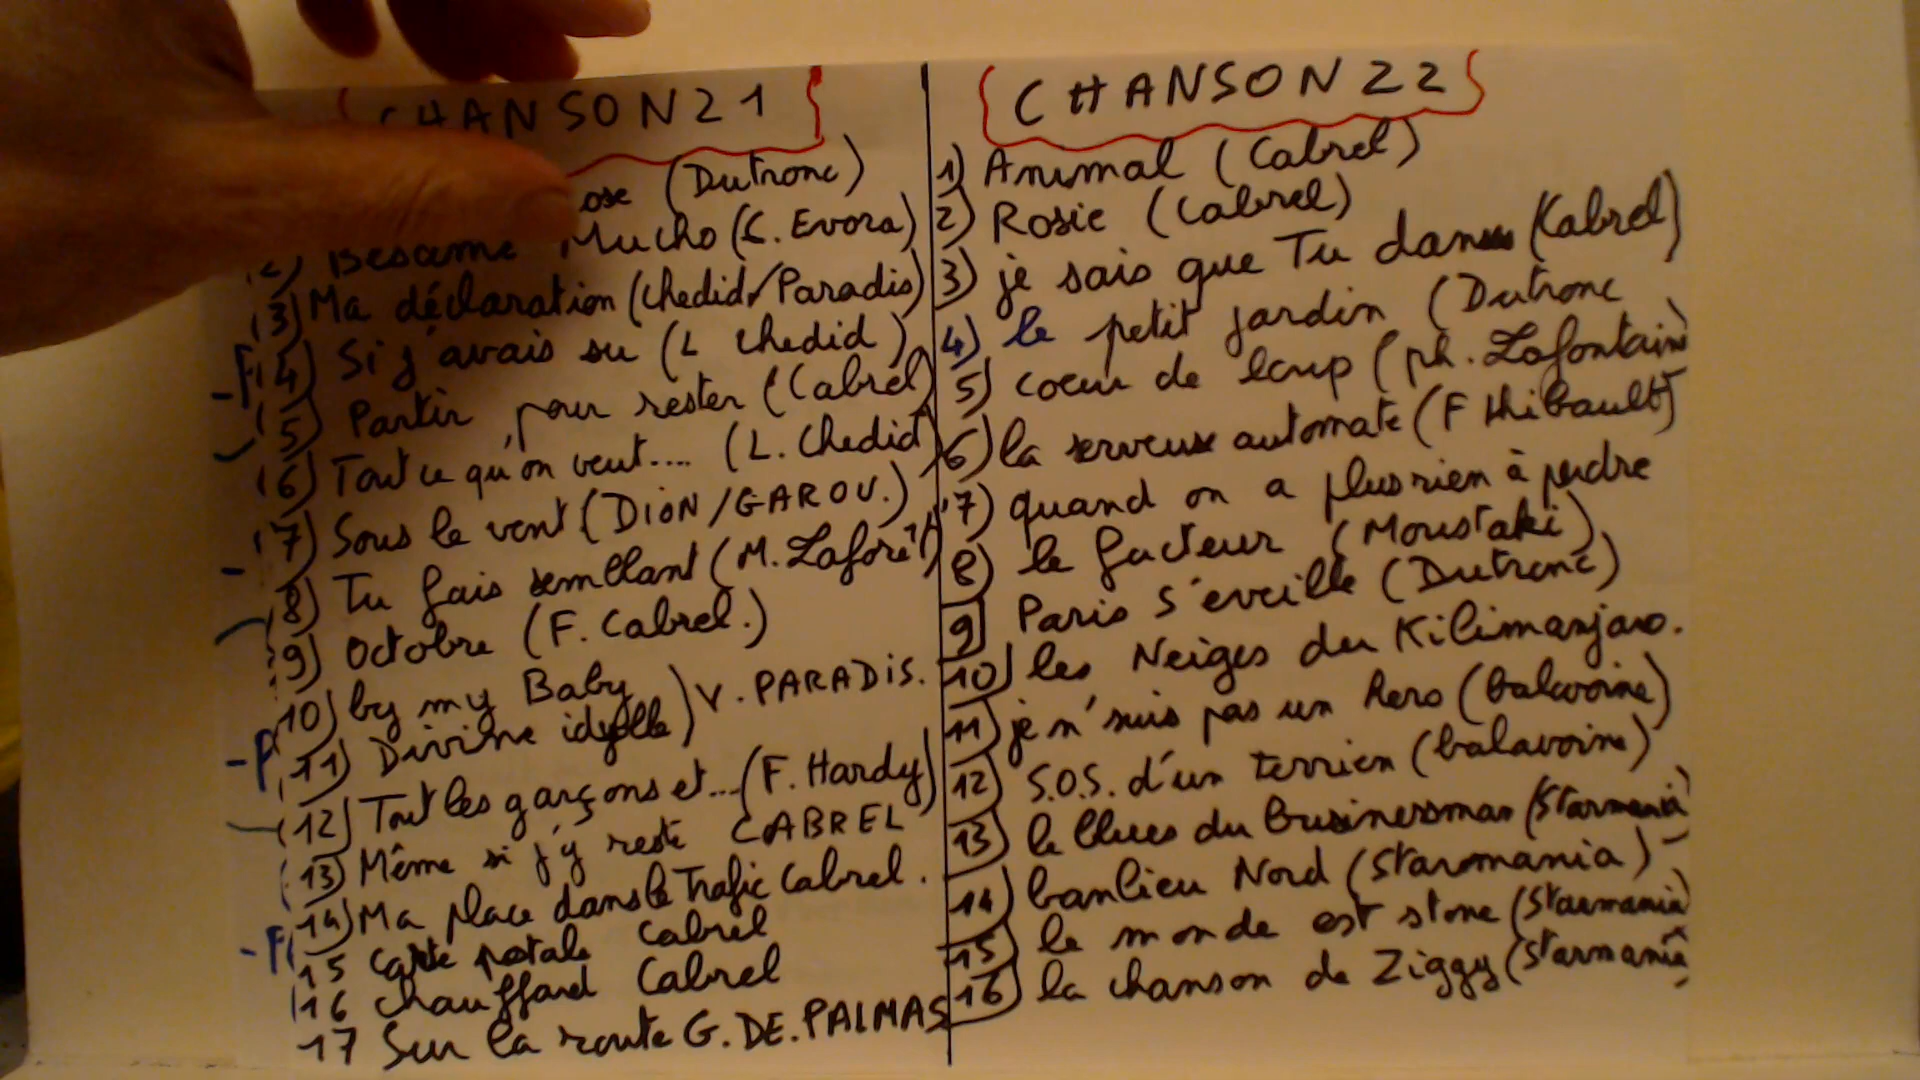 CHANSON 21
ose (Dutronc)
2) Besame Mucho (C. Evora)
3) Ma déclaration (Chedid/Paradis)
4) Si j'avais su (L Chedid)
5) Partir pour rester (Cabrel)
6) Tout ce qu'on veut.... (L. Chedid)
7) Sous le vent (DION/GAROU.)
8) Tu fais semblant (M. Laforêt)
9) Octobre (F. Cabrel.)
10) by my Baby
11) Divine idylle) V. PARADIS.
12) Tout les garçons et...(F. Hardy)
13) Même si j'y reste CABREL
14) Ma place dans le Trafic Cabrel.
15 Carte postale Cabrel
16 Chauffard Cabrel
17 Sur la route G. DE. PALMAS
CHANSON 22
1) Animal (Cabrel)
2) Rosie (Cabrel)
3) je sais que Tu danses (Cabrel)
4) le petit jardin (Dutronc
5) coeur de loup (ph. Lafontaine
6) la serveuse automate (F Thibault)
7) quand on a plus rien à perdre
8) le facteur (Moustaki)
9) Paris s'éveille (Dutronc)
10) les Neiges du Kilimanjaro.
11) je n'suis pas un hero (balavoine)
12) S.O.S. d'un terrien (balavoine)
13) le blues du businessman (Starmania
14) banlieu Nord (Starmania)
15) le monde est stone (Starmania)
16) la chanson de Ziggy (Starmania